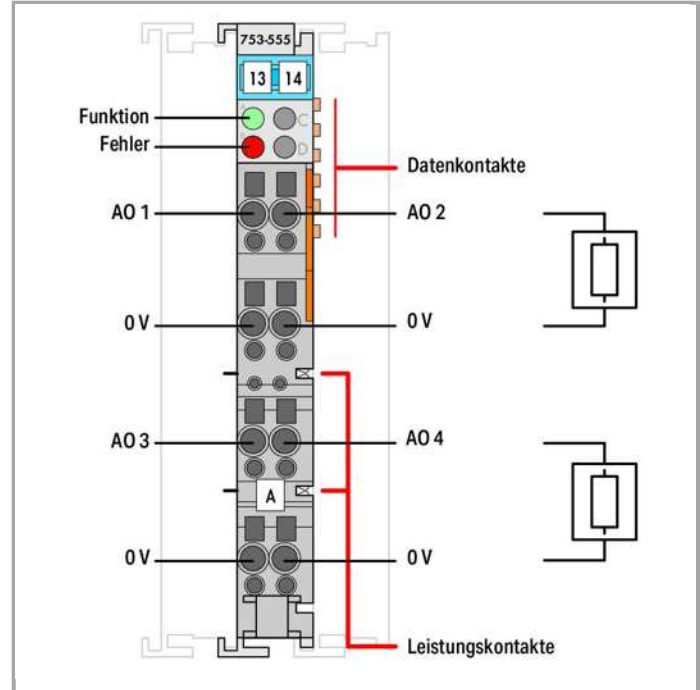 753-555
13 14
A C
Funktion
Fehler
B D
Datenkontakte
AO 1
AO 2
0 V
0 V
AO 3
AO 4
A
0 V
0 V
Leistungskontakte